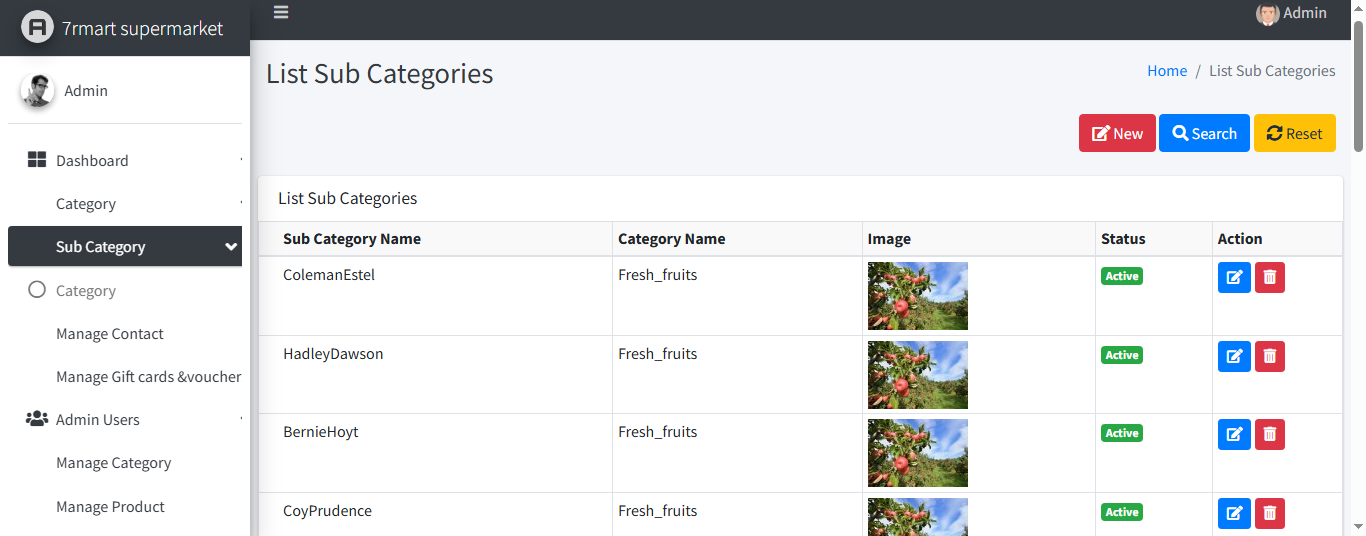 7rmart supermarket
Admin
Admin
Dashboard
Category
Sub Category
Category
Manage Contact
Manage Gift cards &voucher
Admin Users
Manage Category
Manage Product
List Sub Categories
Home / List Sub Categories
New Search Reset
List Sub Categories
Sub Category Name Category Name Image Status Action
ColemanEstel Fresh_fruits Active
HadleyDawson Fresh_fruits Active
BernieHoyt Fresh_fruits Active
CoyPrudence Fresh_fruits Active